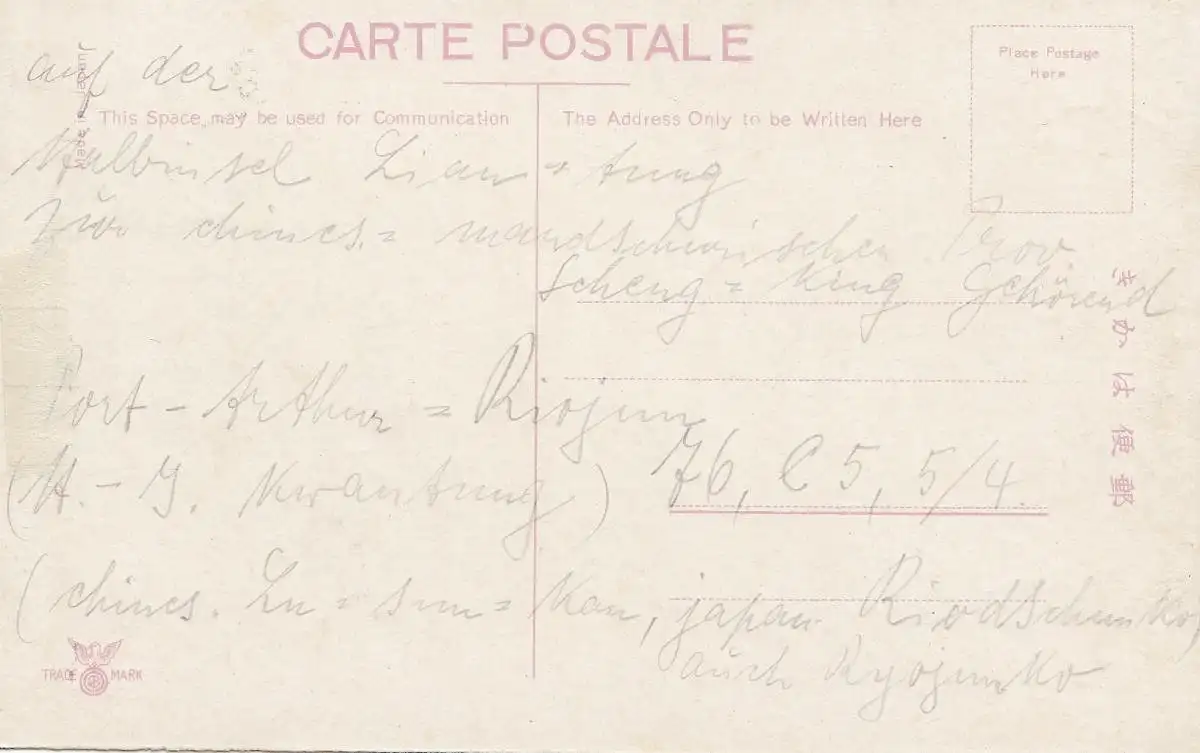 CARTE POSTALE
Place Postage
Here
This Space may be used for Communication
The Address Only to be Written Here
auf der
Halbinsel Liau=tung
zur chines.=mandschurischen Prov
Scheng=King Gehörend
Port-Arthur = Riojun
76, C5, 5/4.
(H.-I. Kwantung)
(chines. Lu=sun=Kau, japan. Riodschunko,
auch Ryojunko
TRADE MARK
きかは便郵